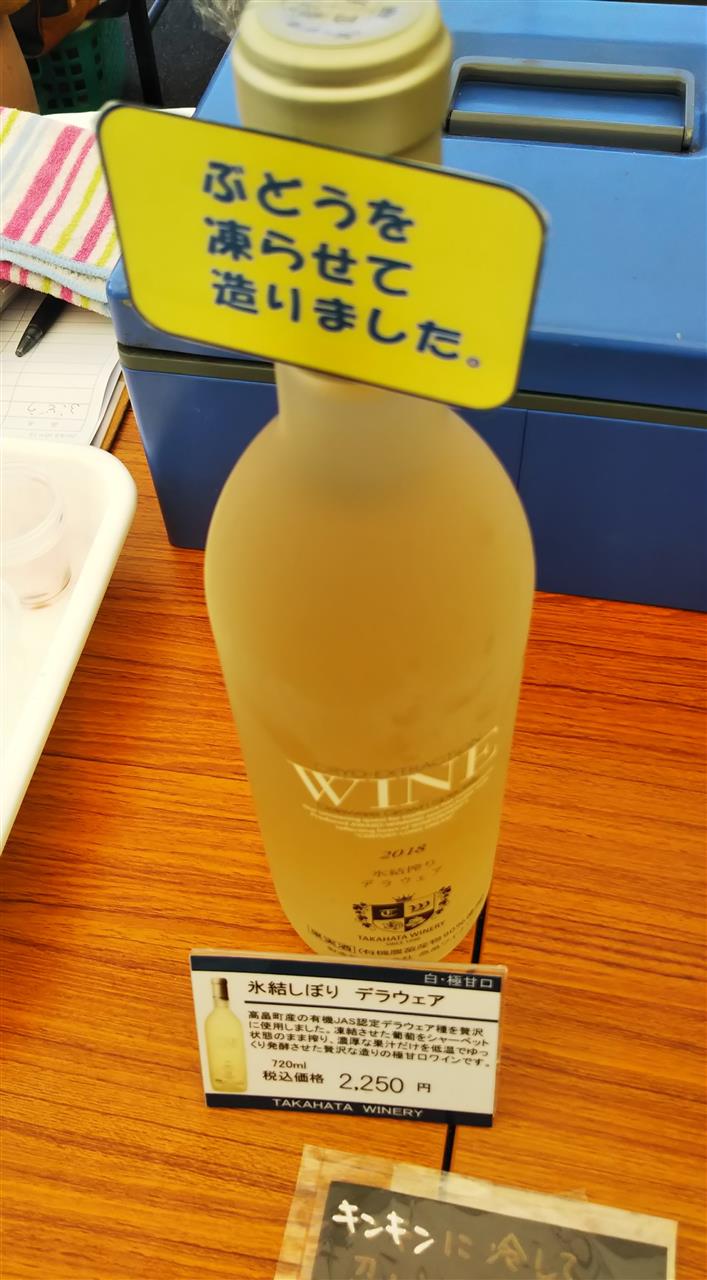 ぶどうを
凍らせて
造りました。
CRYO-EXTRACTION
WINE
2018
氷結搾り
デラウェア
TAKAHATA WINERY
SINCE 1990
白・極甘口
氷結しぼり デラウェア
高畠町産の有機JAS認定デラウェア種を贅沢
に使用しました。凍結させた葡萄をシャーベット
状態のまま搾り、濃厚な果汁だけを低温でゆっ
くり発酵させた贅沢な造りの極甘口ワインです。
720ml
税込価格 2,250 円
TAKAHATA WINERY
キンキンに冷して